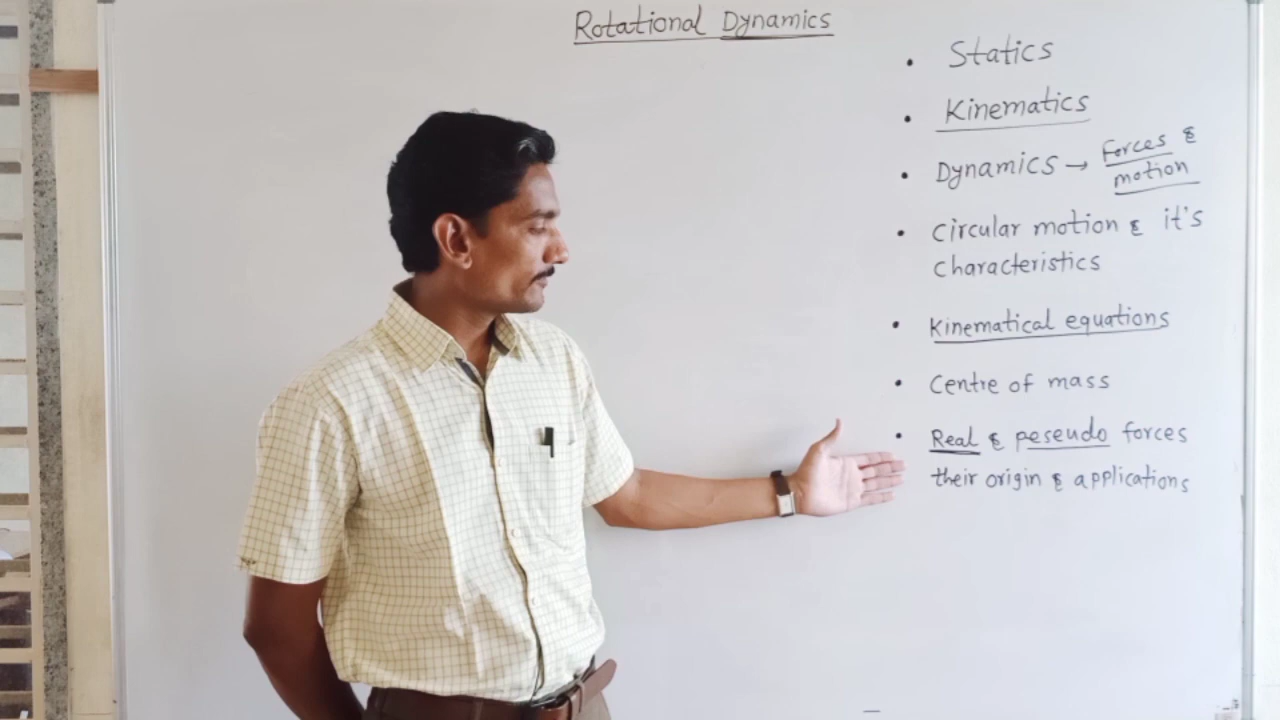 Rotational Dynamics
• Statics
• Kinematics
• Dynamics → Forces &
motion
• Circular motion & it's
characteristics
• Kinematical equations
• Centre of mass
• Real & peseudo forces
their origin & applications